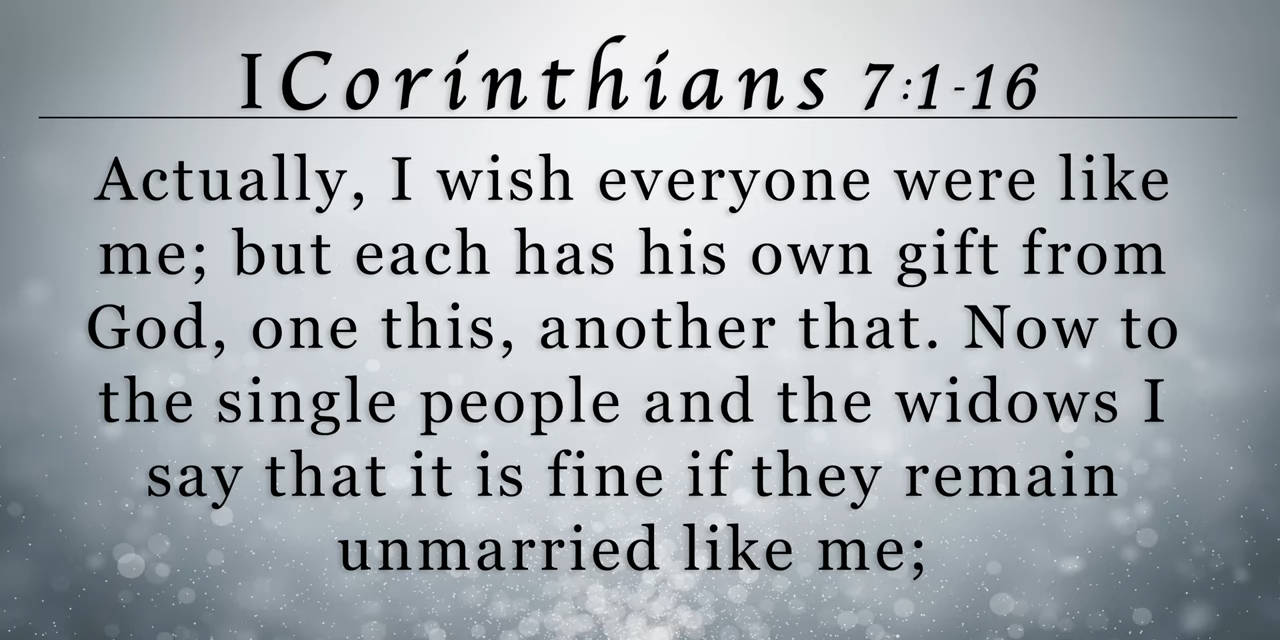 I Corinthians 7:1-16
Actually, I wish everyone were like
me; but each has his own gift from
God, one this, another that. Now to
the single people and the widows I
say that it is fine if they remain
unmarried like me;